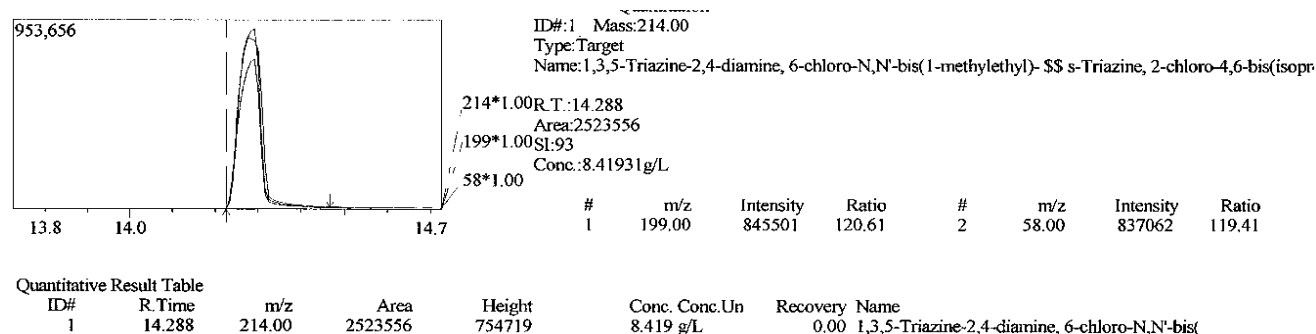 953,656
ID#:1 Mass:214.00
Type:Target
Name:1,3,5-Triazine-2,4-diamine, 6-chloro-N,N'-bis(1-methylethyl)- $$ s-Triazine, 2-chloro-4,6-bis(isopr
214*1.00
R.T.:14.288
Area:2523556
199*1.00
SI:93
Conc.:8.41931g/L
58*1.00
# m/z Intensity Ratio # m/z Intensity Ratio
1 199.00 845501 120.61 2 58.00 837062 119.41
13.8 14.0 14.7
Quantitative Result Table
ID# R.Time m/z Area Height Conc. Conc.Un Recovery Name
1 14.288 214.00 2523556 754719 8.419 g/L 0.00 1,3,5-Triazine-2,4-diamine, 6-chloro-N,N'-bis(